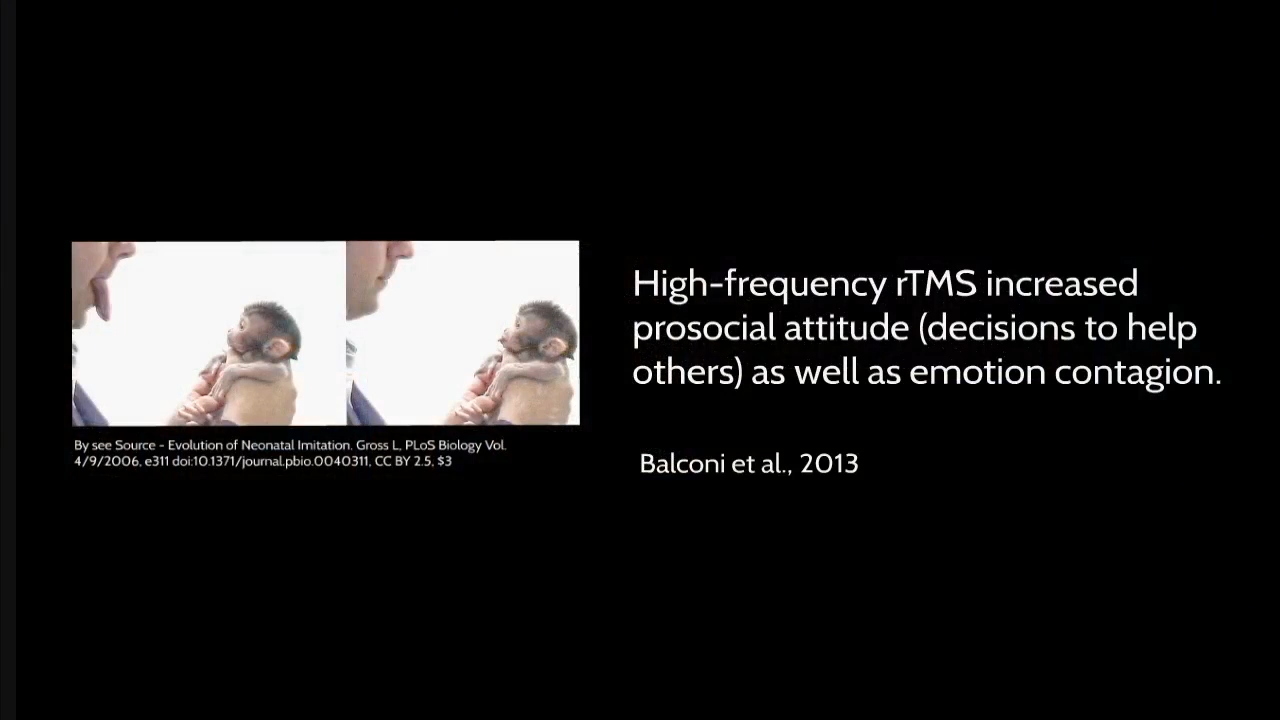 High-frequency rTMS increased
prosocial attitude (decisions to help
others) as well as emotion contagion.
By see Source - Evolution of Neonatal Imitation. Gross L, PLoS Biology Vol.
4/9/2006, e311 doi:10.1371/journal.pbio.0040311, CC BY 2.5, $3
Balconi et al., 2013